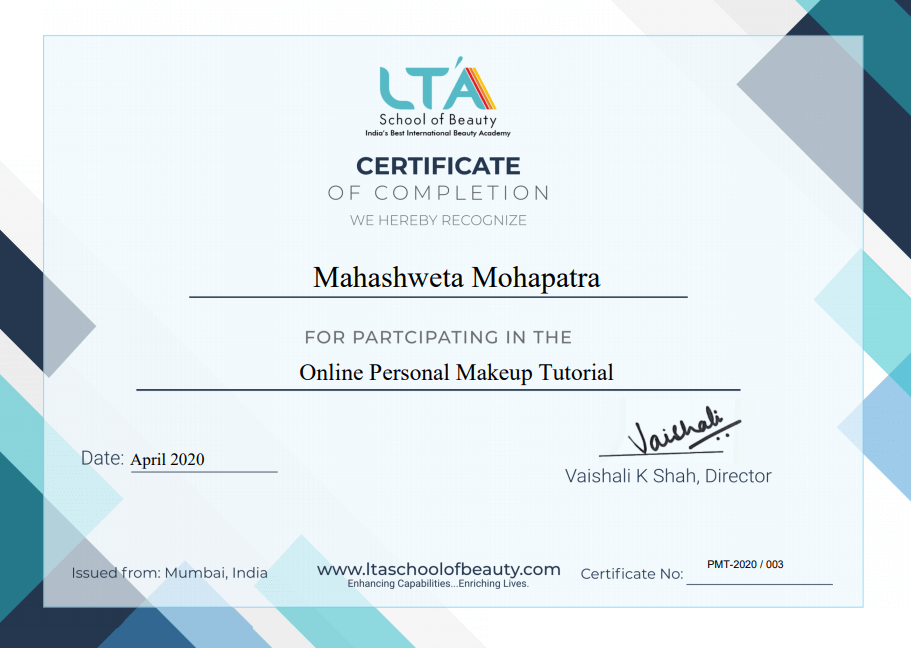 LTA
School of Beauty
India's Best International Beauty Academy
CERTIFICATE
OF COMPLETION
WE HEREBY RECOGNIZE
Mahashweta Mohapatra
FOR PARTCIPATING IN THE
Online Personal Makeup Tutorial
Vaishali
Date: April 2020
Vaishali K Shah, Director
Issued from: Mumbai, India
www.ltaschoolofbeauty.com
Enhancing Capabilities...Enriching Lives.
Certificate No: PMT-2020 / 003